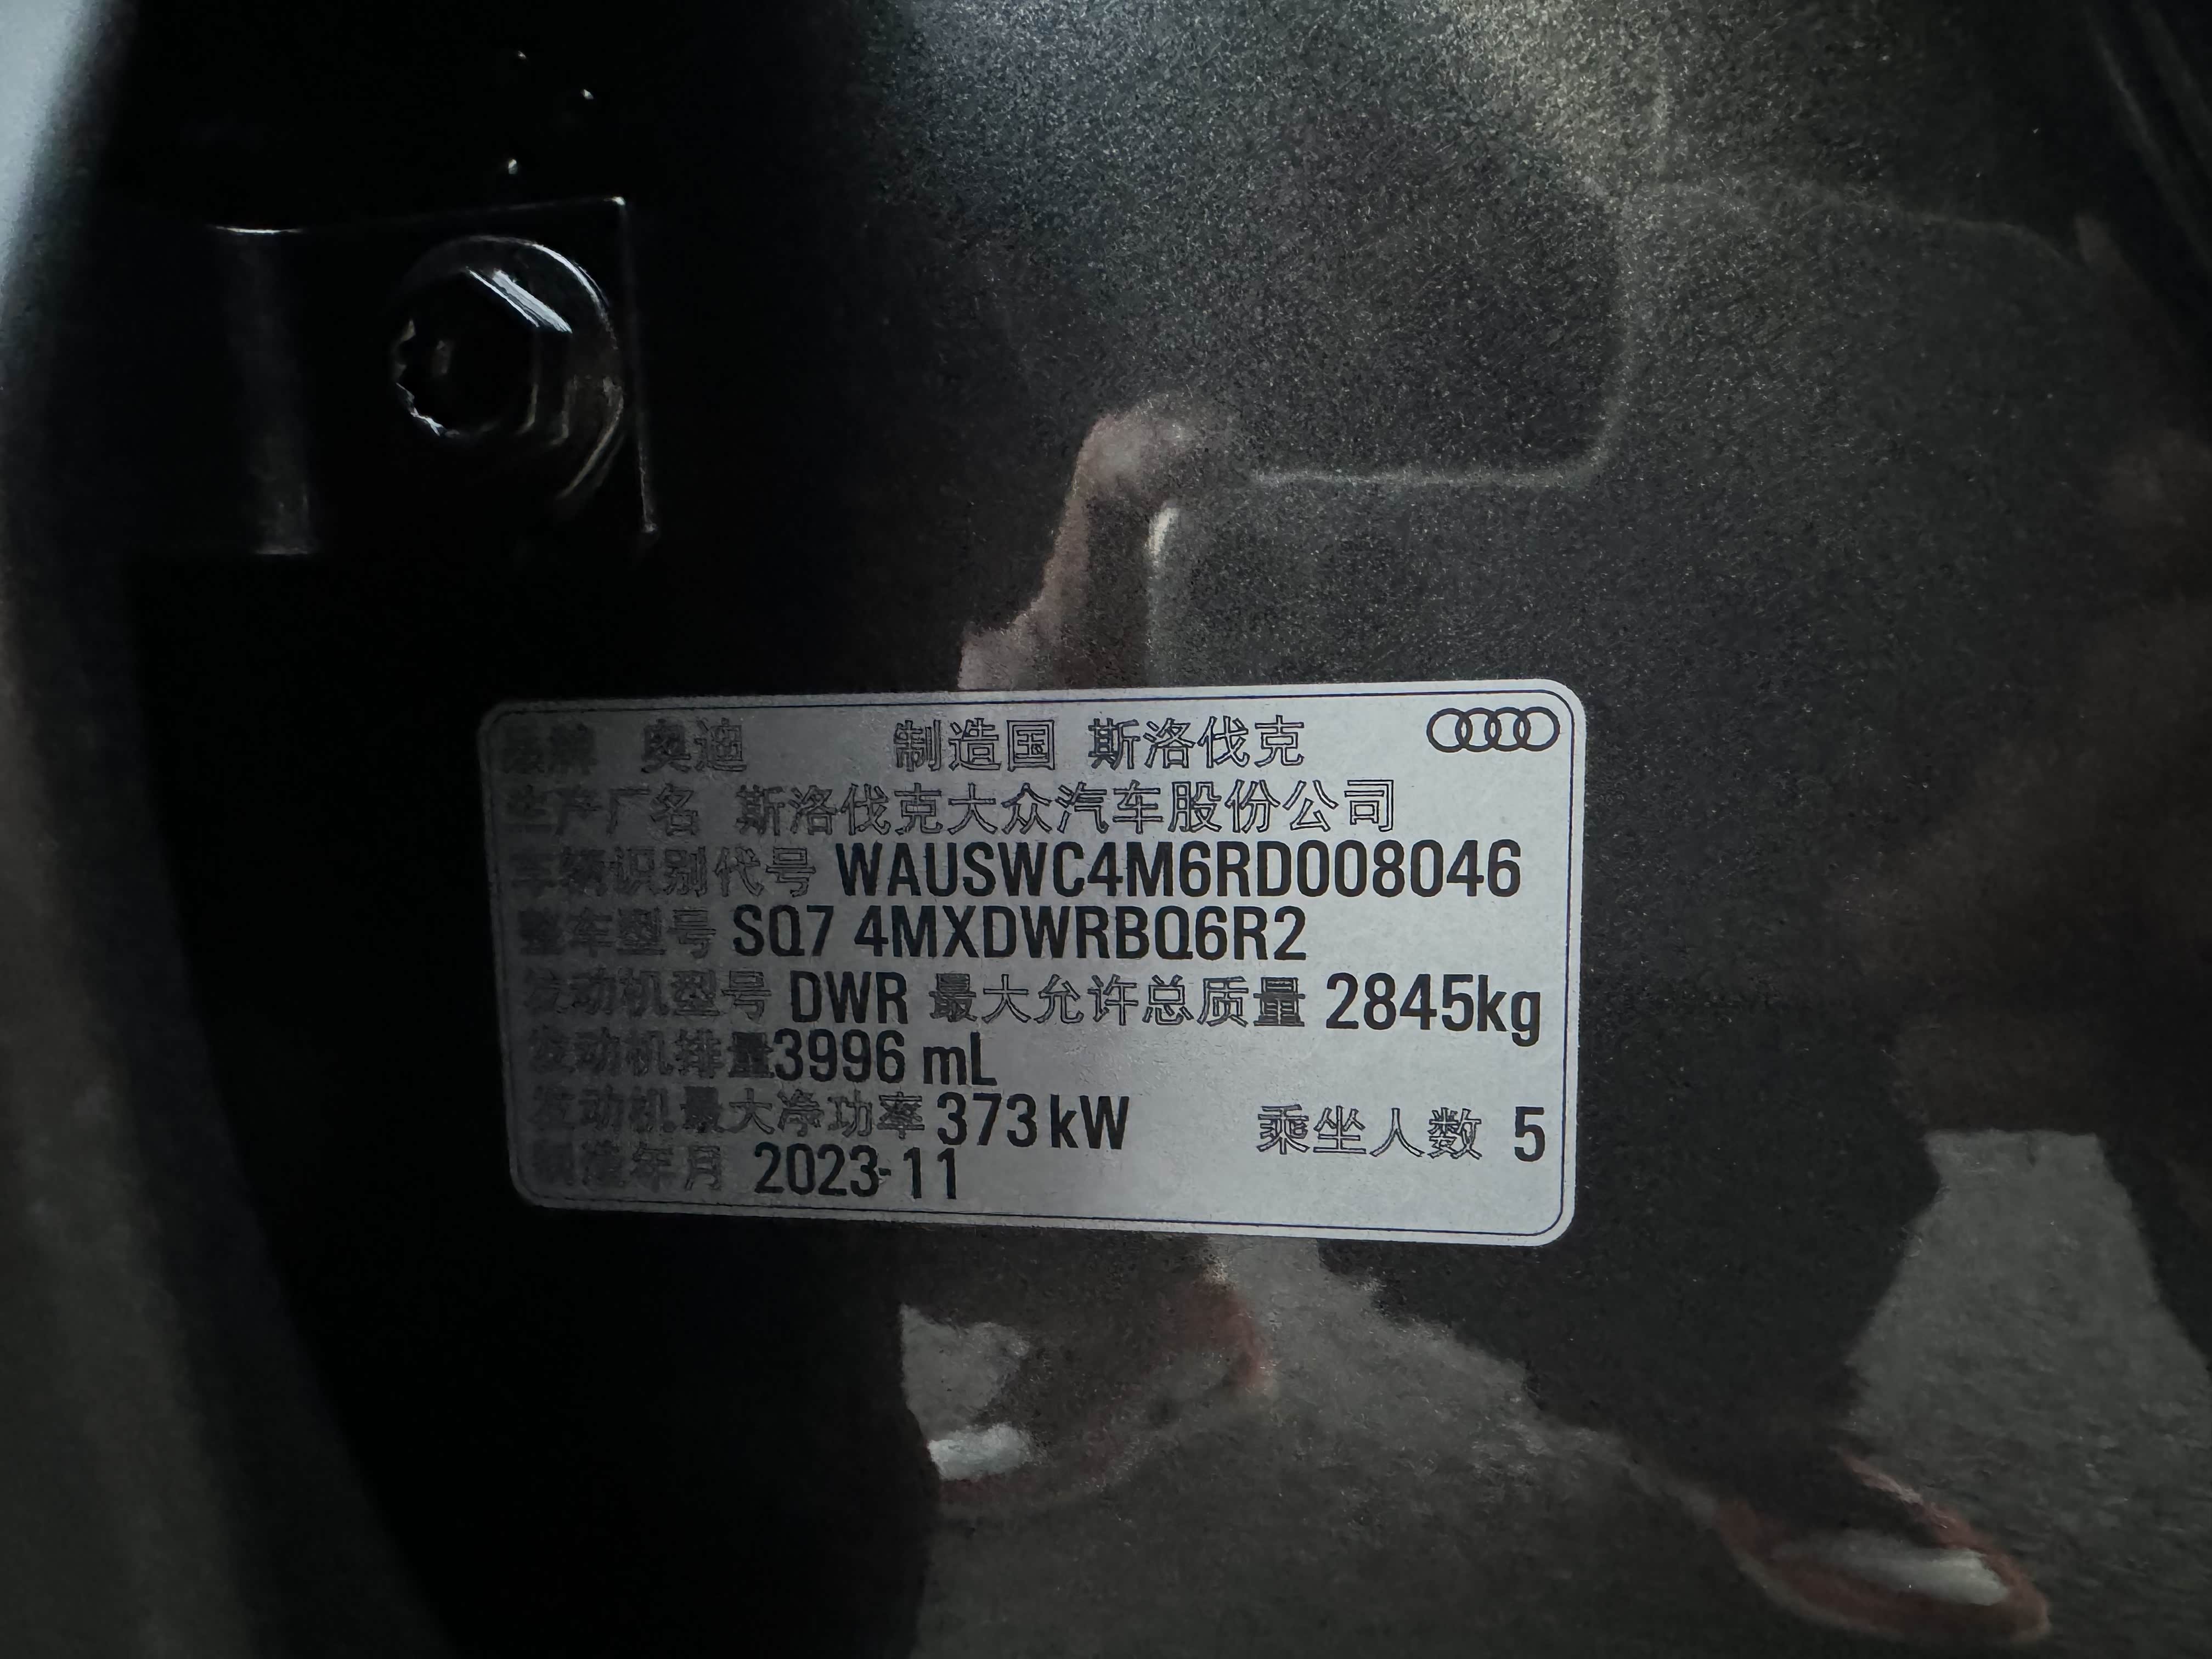 品牌 奥迪 制造国 斯洛伐克
生产厂名 斯洛伐克大众汽车股份公司
车辆识别代号 WAUSWC4M6RD008046
整车型号 SQ7 4MXDWRBQ6R2
发动机型号 DWR 最大允许总质量 2845kg
发动机排量3996 mL
发动机最大净功率 373kW 乘坐人数 5
制造年月 2023-11